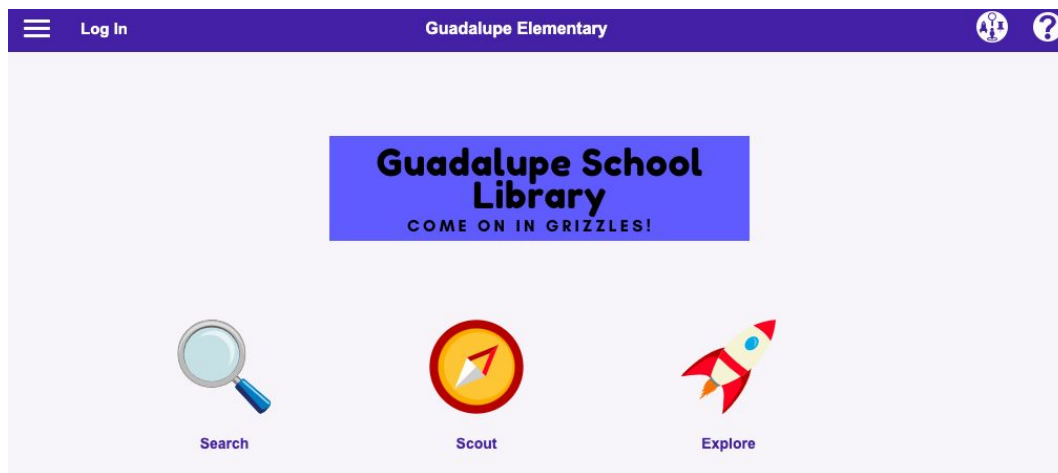 Log In
Guadalupe Elementary
?
Guadalupe School
Library
COME ON IN GRIZZLES!
Search
Scout
Explore